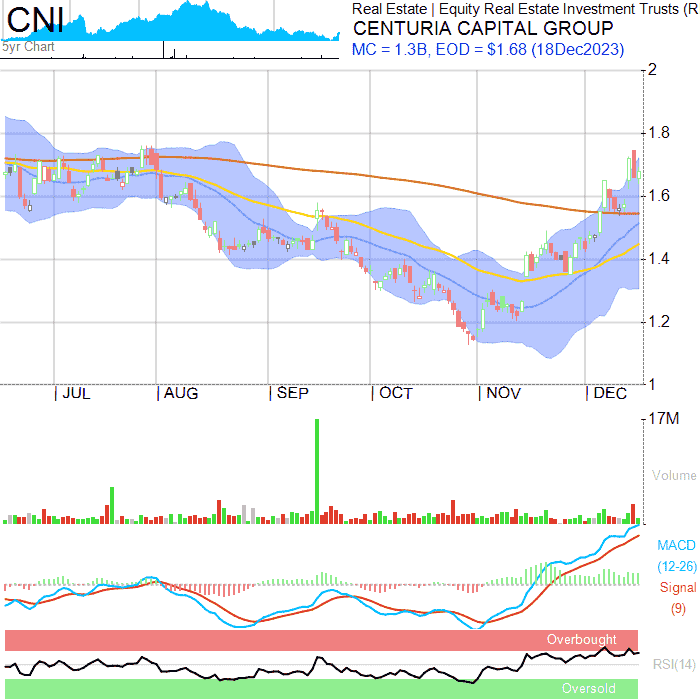 CNI
5yr Chart
Real Estate | Equity Real Estate Investment Trusts (R
CENTURIA CAPITAL GROUP
MC = 1.3B, EOD = $1.68 (18Dec2023)
2
1.8
1.6
1.4
1.2
1
JUL
AUG
SEP
OCT
NOV
DEC
17M
Volume
MACD
(12-26)
Signal
(9)
Overbought
RSI(14)
Oversold